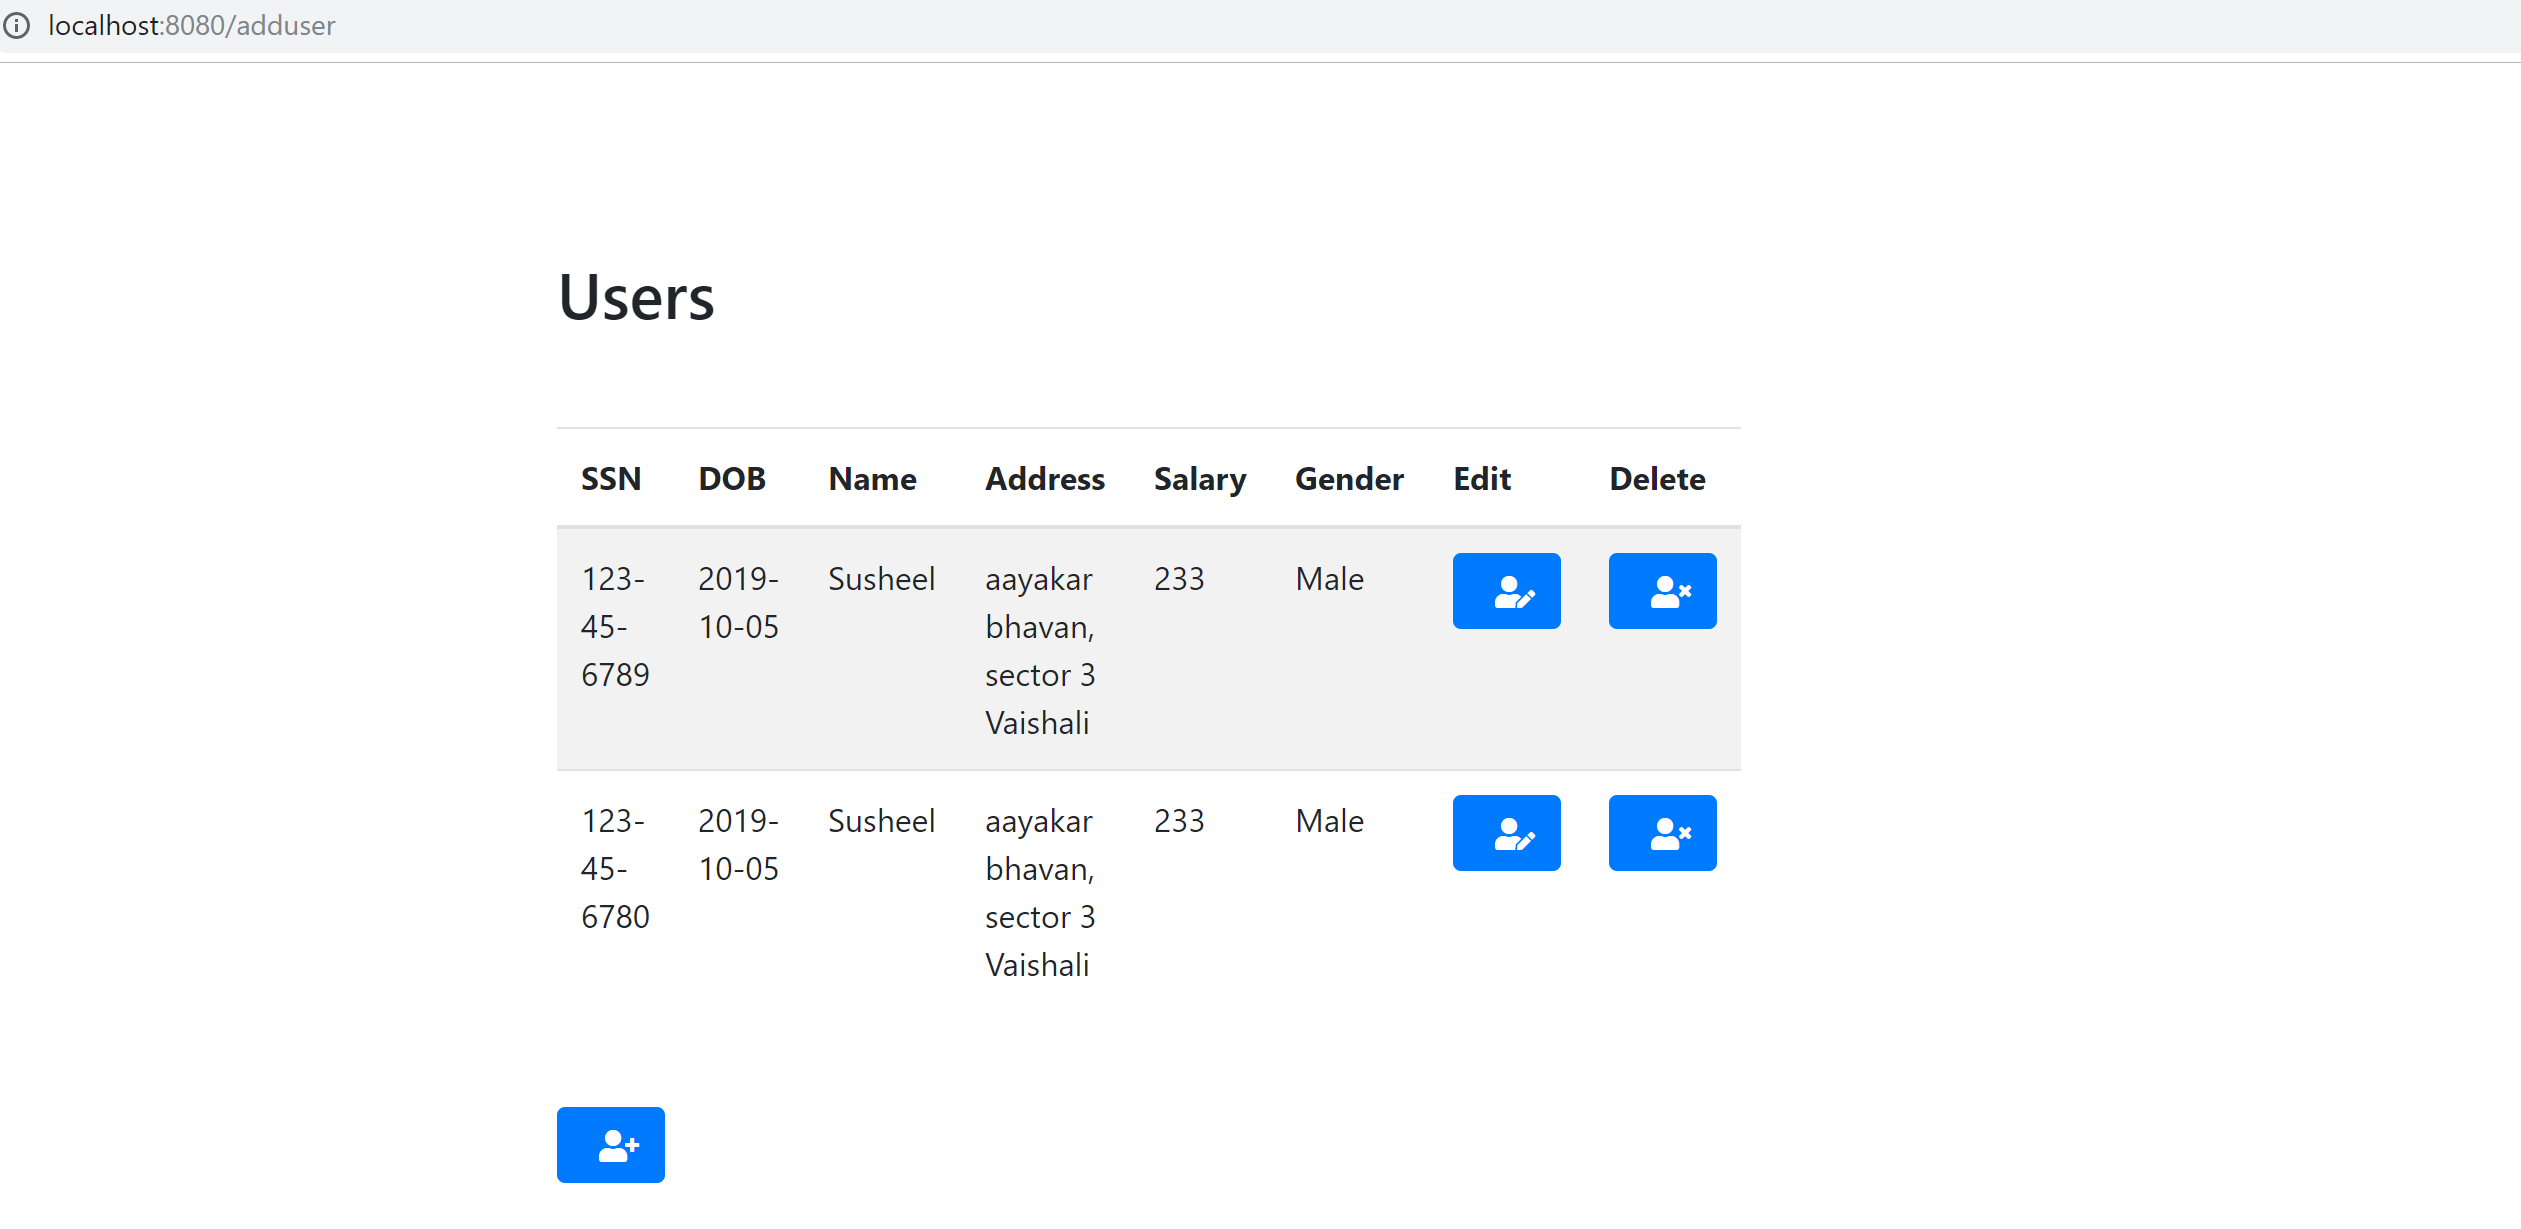 localhost:8080/adduser
Users
SSN DOB Name Address Salary Gender Edit Delete
123- 2019- Susheel aayakar 233 Male
45- 10-05 bhavan,
6789 sector 3
Vaishali
123- 2019- Susheel aayakar 233 Male
45- 10-05 bhavan,
6780 sector 3
Vaishali